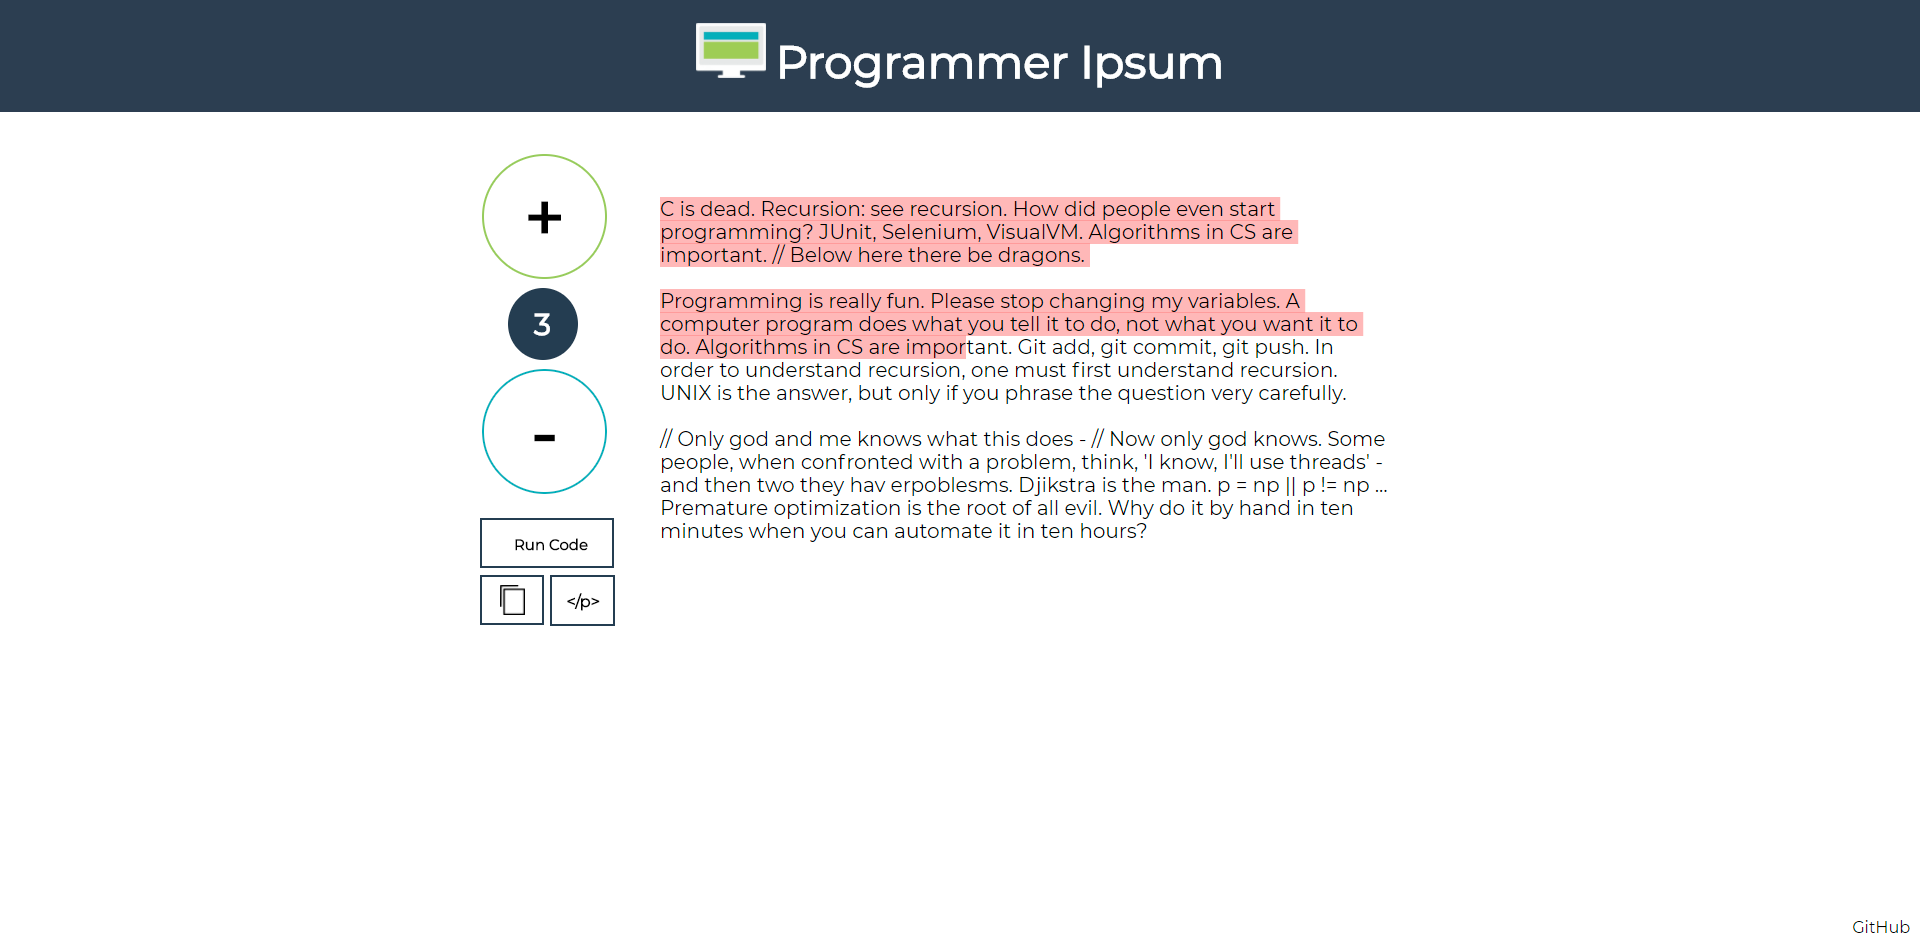 Programmer Ipsum
+
3
-
Run Code
</p>
C is dead. Recursion: see recursion. How did people even start
programming? JUnit, Selenium, VisualVM. Algorithms in CS are
important. // Below here there be dragons.
Programming is really fun. Please stop changing my variables. A
computer program does what you tell it to do, not what you want it to
do. Algorithms in CS are important. Git add, git commit, git push. In
order to understand recursion, one must first understand recursion.
UNIX is the answer, but only if you phrase the question very carefully.
// Only god and me knows what this does - // Now only god knows. Some
people, when confronted with a problem, think, 'I know, I'll use threads' -
and then two they hav erpoblesms. Djikstra is the man. p = np || p != np ...
Premature optimization is the root of all evil. Why do it by hand in ten
minutes when you can automate it in ten hours?
GitHub